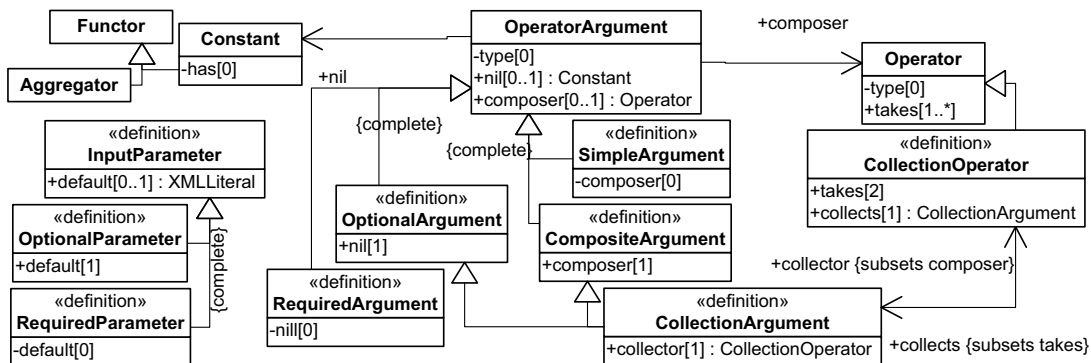 Functor
Aggregator
Constant
-has[0]
+nil
OperatorArgument
-type[0]
+nil[0..1] : Constant
+composer[0..1] : Operator
+composer
Operator
-type[0]
+takes[1..*]
{complete}
{complete}
«definition»
InputParameter
+default[0..1] : XMLLiteral
«definition»
OptionalParameter
+default[1]
«definition»
RequiredParameter
-default[0]
{complete}
«definition»
RequiredArgument
-nill[0]
«definition»
OptionalArgument
+nil[1]
«definition»
SimpleArgument
-composer[0]
«definition»
CompositeArgument
+composer[1]
«definition»
CollectionOperator
+takes[2]
+collects[1] : CollectionArgument
+collector {subsets composer}
«definition»
CollectionArgument
+collector[1] : CollectionOperator
+collects {subsets takes}